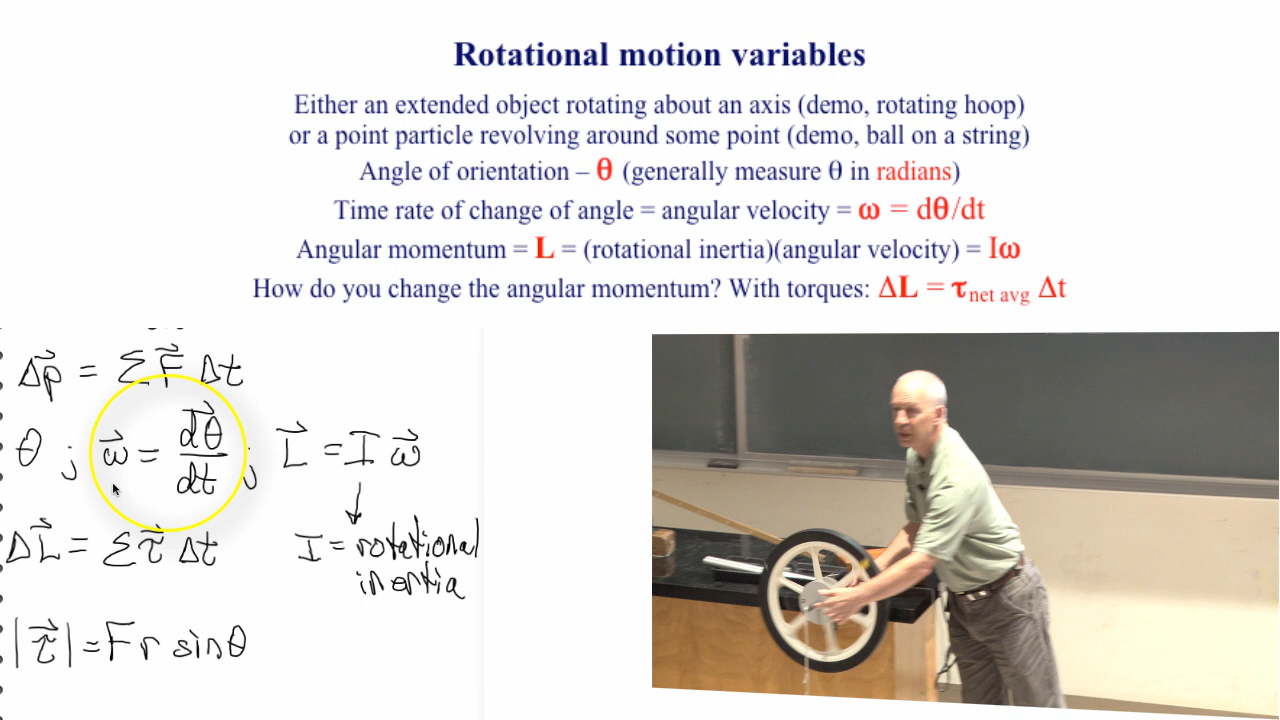 Rotational motion variables
Either an extended object rotating about an axis (demo, rotating hoop)
or a point particle revolving around some point (demo, ball on a string)
Angle of orientation – θ (generally measure θ in radians)
Time rate of change of angle = angular velocity = ω = dθ/dt
Angular momentum = L = (rotational inertia)(angular velocity) = Iω
How do you change the angular momentum? With torques: ΔL = τnet avg Δt
Δp⃗ = ΣF⃗ Δt
θ ; ω⃗ = dθ⃗/dt ; L⃗ = I ω⃗
ΔL⃗ = Στ⃗ Δt
I = rotational
inertia
|τ⃗| = F r sinθ